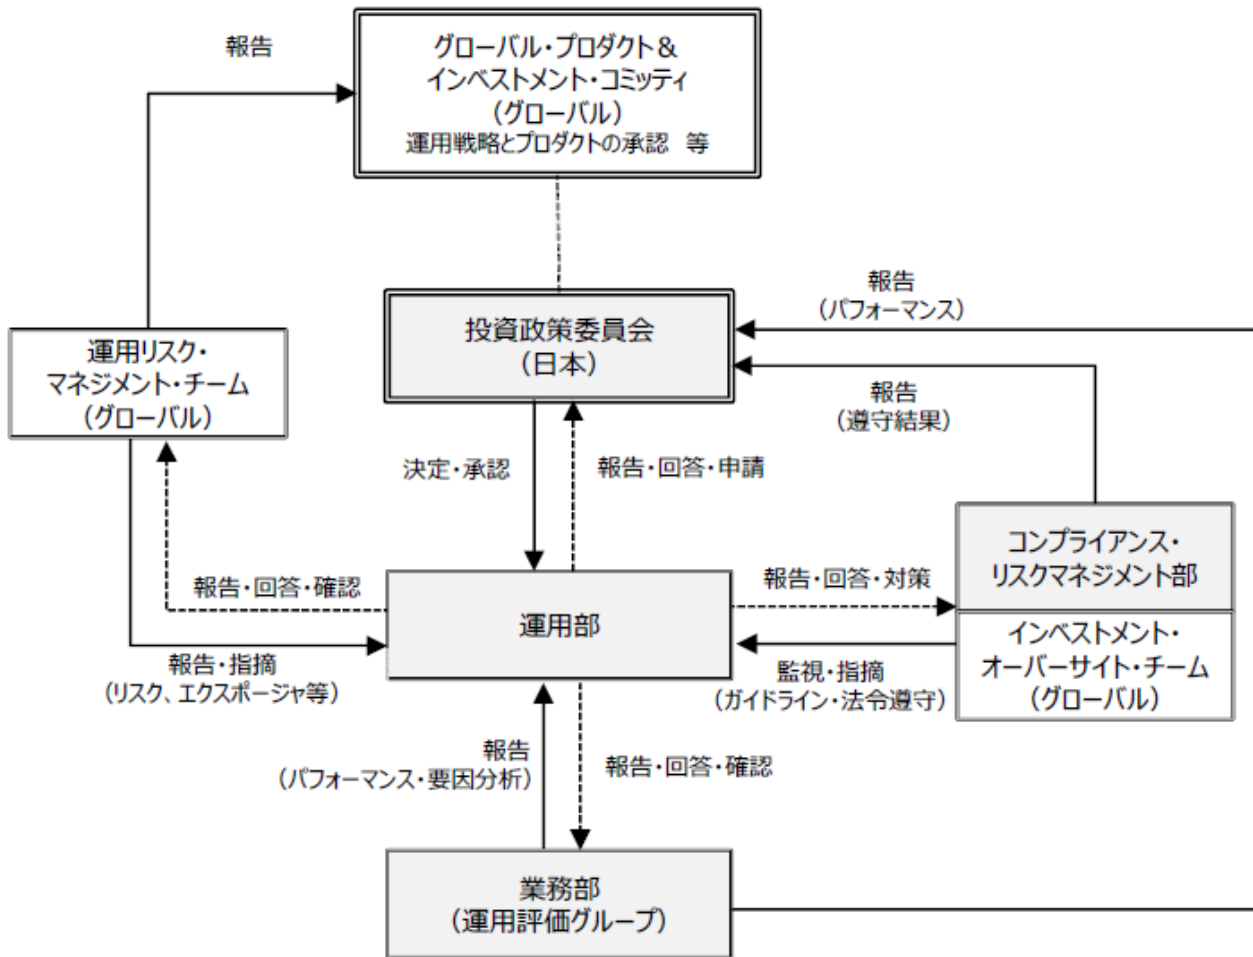 報告
グローバル・プロダクト＆
インベストメント・コミッティ
（グローバル）
運用戦略とプロダクトの承認　等
報告
（パフォーマンス）
投資政策委員会
（日本）
運用リスク・
マネジメント・チーム
（グローバル）
報告
（遵守結果）
決定・承認
報告・回答・申請
コンプライアンス・
リスクマネジメント部
報告・回答・確認
報告・回答・対策
運用部
インベストメント・
オーバーサイト・チーム
（グローバル）
報告・指摘
（リスク、エクスポージャ等）
監視・指摘
（ガイドライン・法令遵守）
報告
（パフォーマンス・要因分析）
報告・回答・確認
業務部
（運用評価グループ）